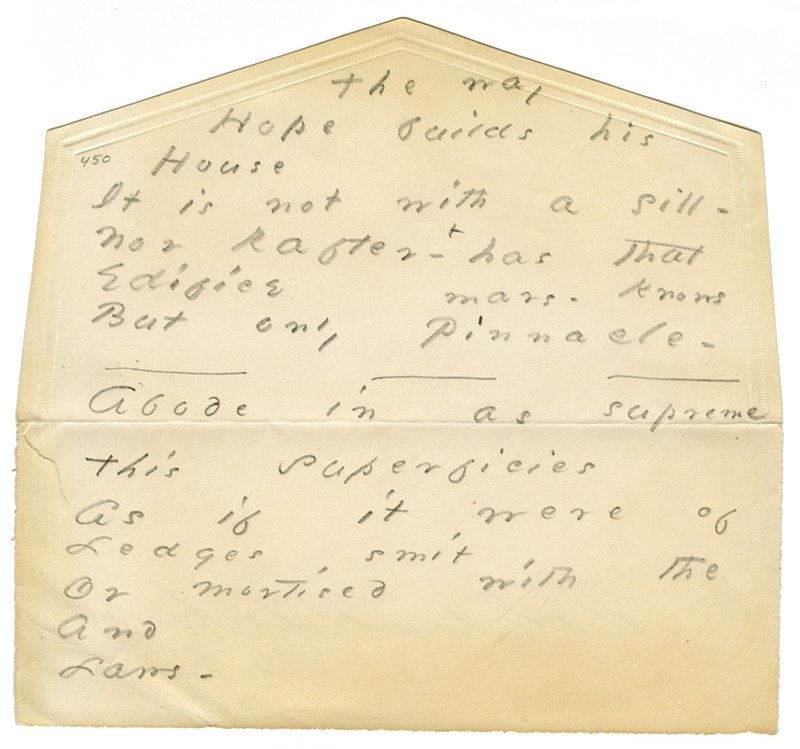 the way
Hope builds his
450
House
It is not with a sill -
Nor Rafter - + has that
Edifice mars - knows
But only Pinnacle -
Abode in as supreme
this superficies
As if it were of
Ledges smit
Or mortised with the
And
Laws -